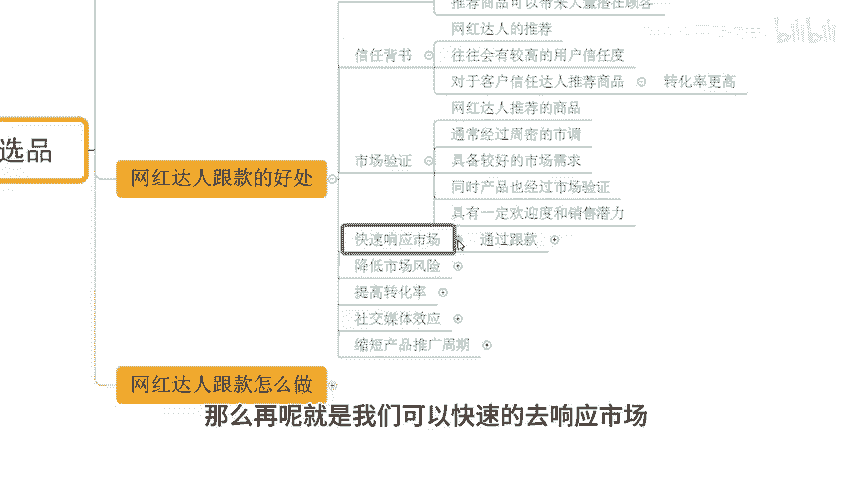 推荐商品可以带来大量潜在顾客
bilibili
网红达人的推荐
信任背书
往往会有较高的用户信任度
对于客户信任达人推荐商品
转化率更高
网红达人推荐的商品
通常经过周密的市调
选品
市场验证
具备较好的市场需求
网红达人跟款的好处
同时产品也经过市场验证
具有一定欢迎度和销售潜力
快速响应市场
通过跟款
降低市场风险
提高转化率
社交媒体效应
缩短产品推广周期
网红达人跟款怎么做
那么再呢就是我们可以快速的去响应市场